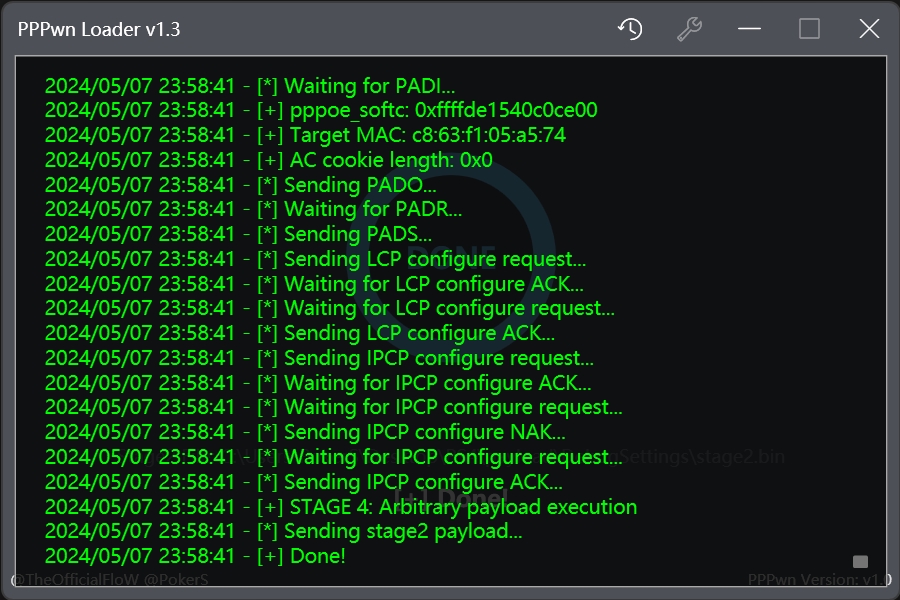 PPPwn Loader v1.3
2024/05/07 23:58:41 - [*] Waiting for PADI...
2024/05/07 23:58:41 - [+] pppoe_softc: 0xffffde1540c0ce00
2024/05/07 23:58:41 - [+] Target MAC: c8:63:f1:05:a5:74
2024/05/07 23:58:41 - [+] AC cookie length: 0x0
2024/05/07 23:58:41 - [*] Sending PADO...
2024/05/07 23:58:41 - [*] Waiting for PADR...
2024/05/07 23:58:41 - [*] Sending PADS...
DONE
2024/05/07 23:58:41 - [*] Sending LCP configure request...
2024/05/07 23:58:41 - [*] Waiting for LCP configure ACK...
2024/05/07 23:58:41 - [*] Waiting for LCP configure request...
2024/05/07 23:58:41 - [*] Sending LCP configure ACK...
2024/05/07 23:58:41 - [*] Sending IPCP configure request...
2024/05/07 23:58:41 - [*] Waiting for IPCP configure ACK...
2024/05/07 23:58:41 - [*] Waiting for IPCP configure request...
2024/05/07 23:58:41 - [*] Sending IPCP configure NAK...
2024/05/07 23:58:41 - [*] Waiting for IPCP configure request...
Settings\stage2.bin
2024/05/07 23:58:41 - [*] Sending IPCP configure ACK...
[+] Done!
2024/05/07 23:58:41 - [+] STAGE 4: Arbitrary payload execution
2024/05/07 23:58:41 - [*] Sending stage2 payload...
2024/05/07 23:58:41 - [+] Done!
@TheOfficialFloW @PokerS
PPPwn Version: v1.0